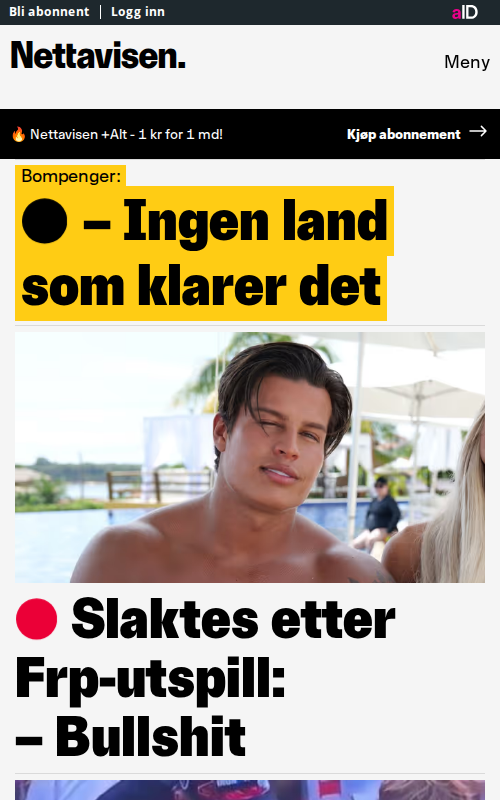 Bli abonnent | Logg inn
aID
Nettavisen.
Meny
🔥 Nettavisen +Alt - 1 kr for 1 md!
Kjøp abonnement →
Bompenger:
– Ingen land
som klarer det
Slaktes etter
Frp-utspill:
– Bullshit